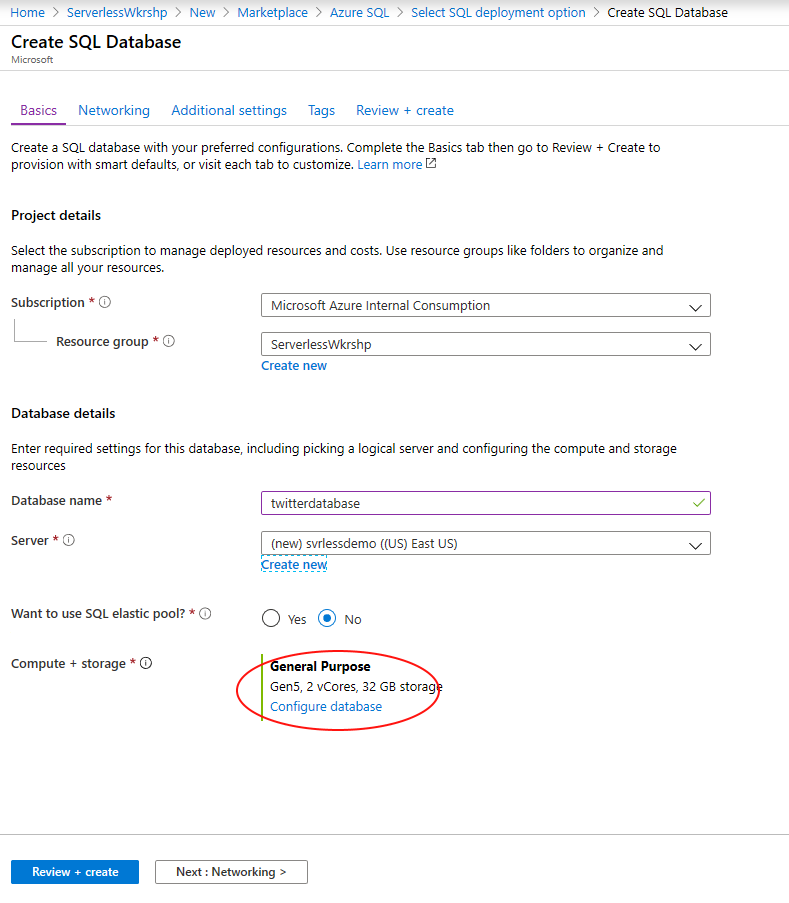 Home > ServerlessWkrshp > New > Marketplace > Azure SQL > Select SQL deployment option > Create SQL Database
Create SQL Database
Microsoft
Basics Networking Additional settings Tags Review + create
Create a SQL database with your preferred configurations. Complete the Basics tab then go to Review + Create to
provision with smart defaults, or visit each tab to customize. Learn more
Project details
Select the subscription to manage deployed resources and costs. Use resource groups like folders to organize and
manage all your resources.
Subscription *
Microsoft Azure Internal Consumption
Resource group *
ServerlessWkrshp
Create new
Database details
Enter required settings for this database, including picking a logical server and configuring the compute and storage
resources
Database name *
twitterdatabase
Server *
(new) svrlessdemo ((US) East US)
Create new
Want to use SQL elastic pool? *
Yes No
Compute + storage *
General Purpose
Gen5, 2 vCores, 32 GB storage
Configure database
Review + create
Next : Networking >